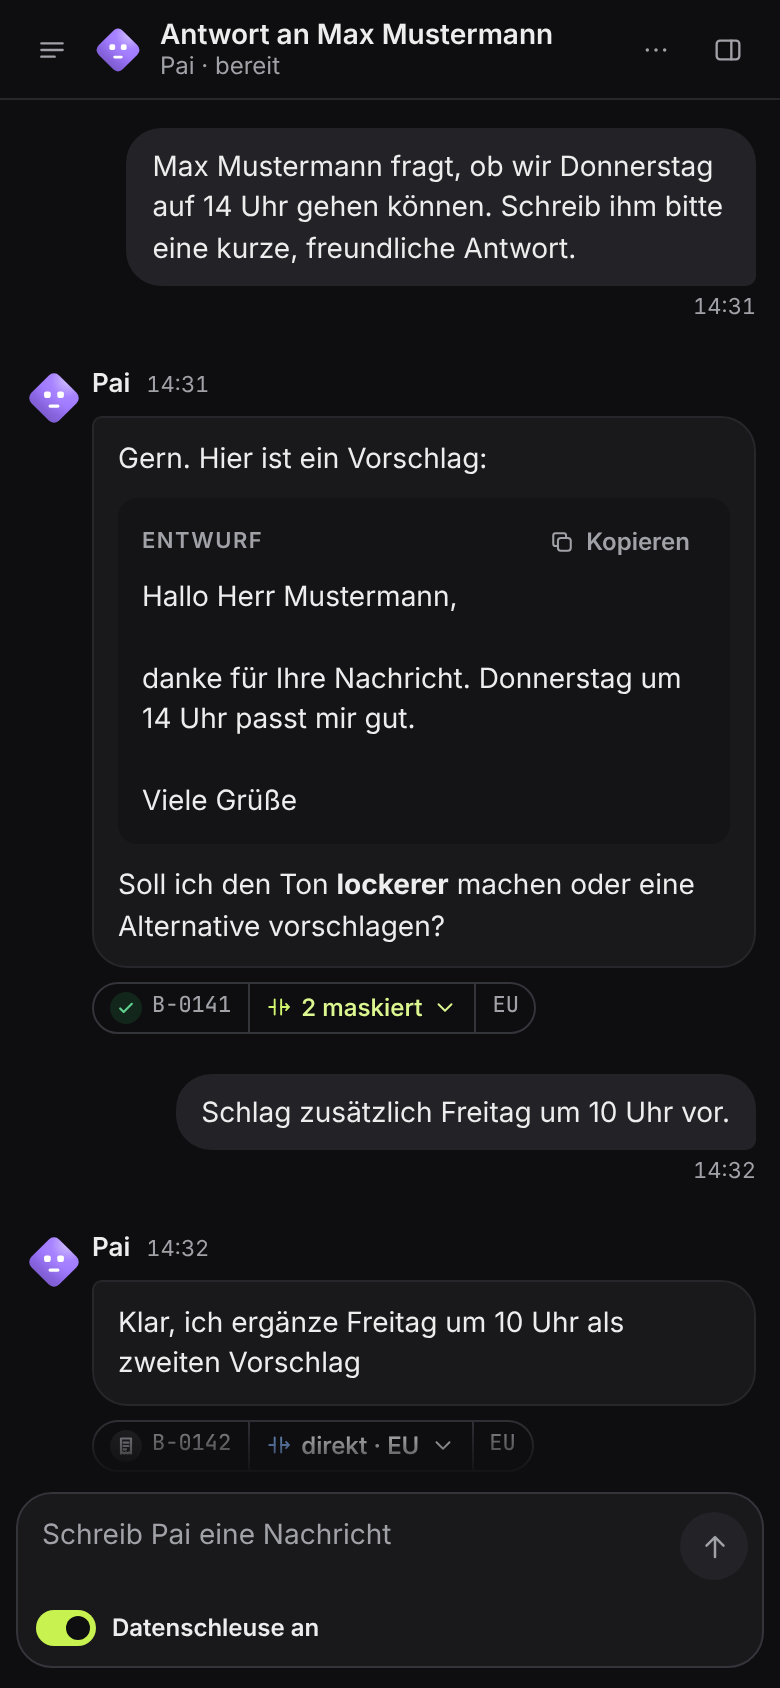 Antwort an Max Mustermann
Pai · bereit
Max Mustermann fragt, ob wir Donnerstag
auf 14 Uhr gehen können. Schreib ihm bitte
eine kurze, freundliche Antwort.
14:31
Pai 14:31
Gern. Hier ist ein Vorschlag:
ENTWURF Kopieren
Hallo Herr Mustermann,
danke für Ihre Nachricht. Donnerstag um
14 Uhr passt mir gut.
Viele Grüße
Soll ich den Ton lockerer machen oder eine
Alternative vorschlagen?
B-0141 2 maskiert EU
Schlag zusätzlich Freitag um 10 Uhr vor.
14:32
Pai 14:32
Klar, ich ergänze Freitag um 10 Uhr als
zweiten Vorschlag
B-0142 direkt · EU EU
Schreib Pai eine Nachricht
Datenschleuse an